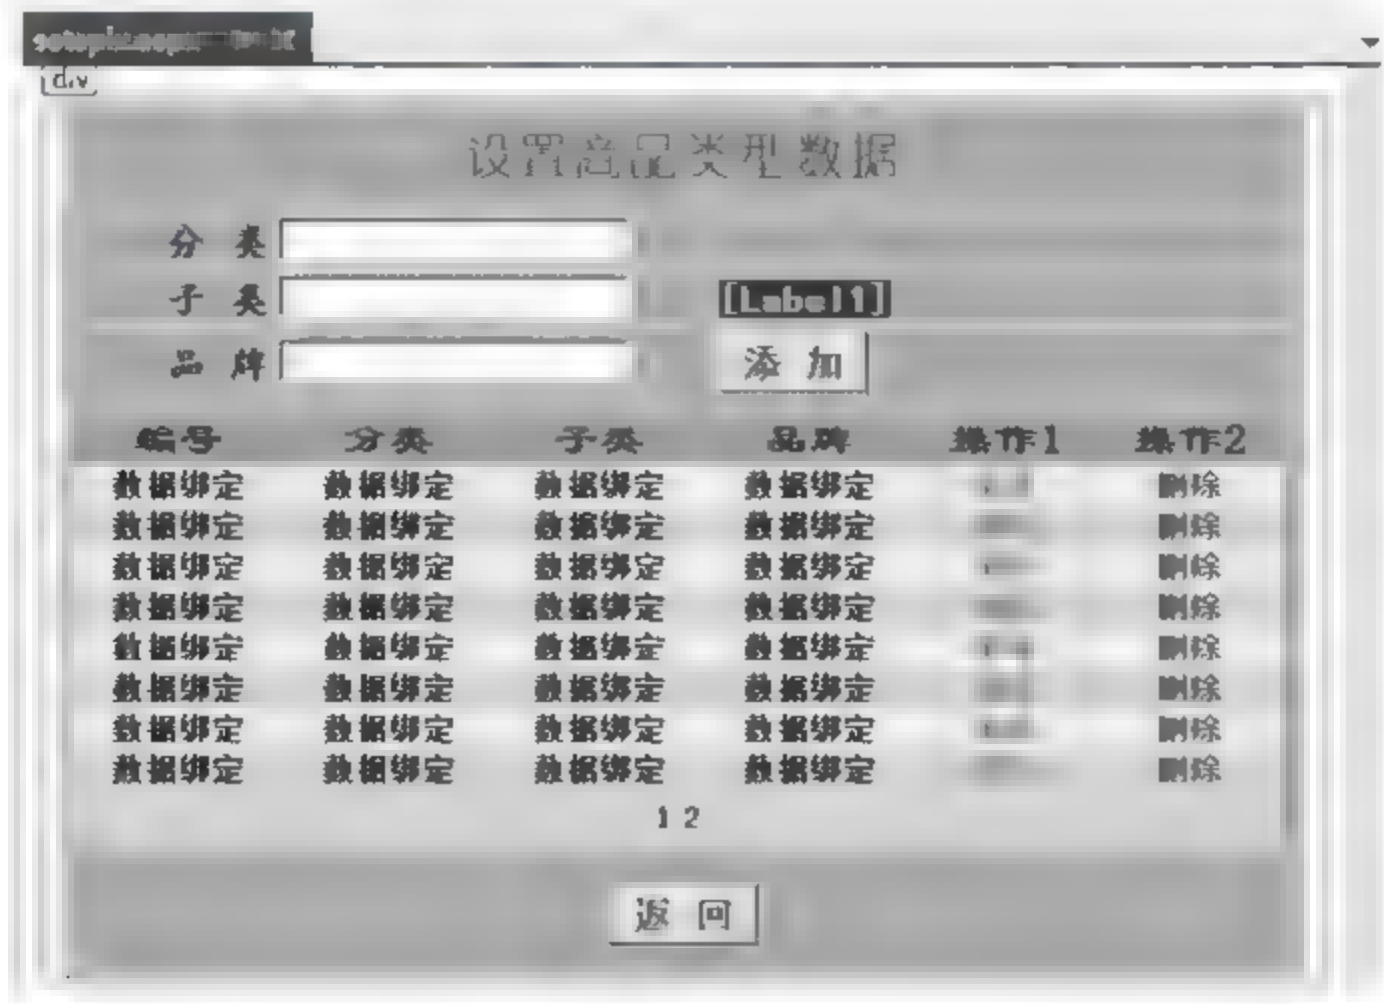 div
设置商品类型数据
分 类
子 类 [Label1]
品 牌 添 加
编号 分类 子类 品牌 操作1 操作2
数据绑定 数据绑定 数据绑定 数据绑定 删除
数据绑定 数据绑定 数据绑定 数据绑定 删除
数据绑定 数据绑定 数据绑定 数据绑定 删除
数据绑定 数据绑定 数据绑定 数据绑定 删除
数据绑定 数据绑定 数据绑定 数据绑定 删除
数据绑定 数据绑定 数据绑定 数据绑定 删除
数据绑定 数据绑定 数据绑定 数据绑定 删除
数据绑定 数据绑定 数据绑定 数据绑定 删除
1 2
返 回